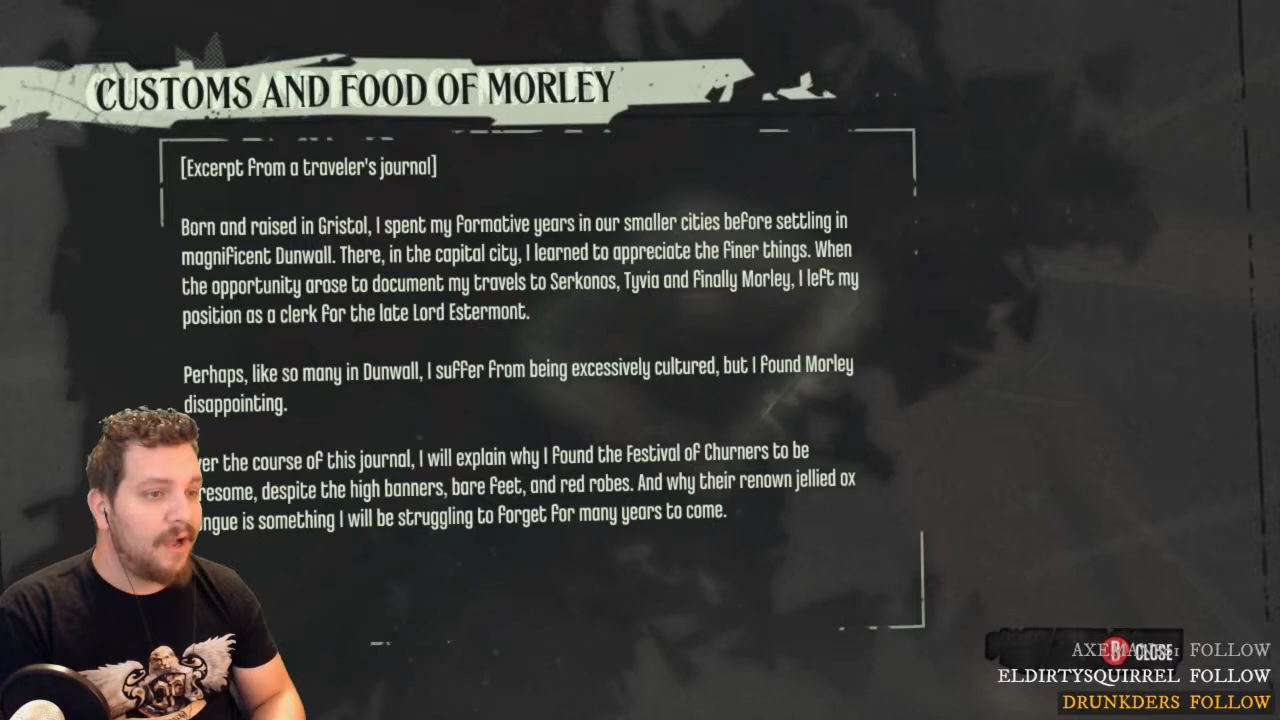 CUSTOMS AND FOOD OF MORLEY
[Excerpt from a traveler's journal]
Born and raised in Gristol, I spent my formative years in our smaller cities before settling in
magnificent Dunwall. There, in the capital city, I learned to appreciate the finer things. When
the opportunity arose to document my travels to Serkonos, Tyvia and finally Morley, I left my
position as a clerk for the late Lord Estermont.
Perhaps, like so many in Dunwall, I suffer from being excessively cultured, but I found Morley
disappointing.
the course of this journal, I will explain why I found the Festival of Churners to be
despite the high banners, bare feet, and red robes. And why their renown jellied ox
is something I will be struggling to forget for many years to come.
B CLOSE
FOLLOW
ELDIRTYSQUIRREL FOLLOW
DRUNKDERS FOLLOW